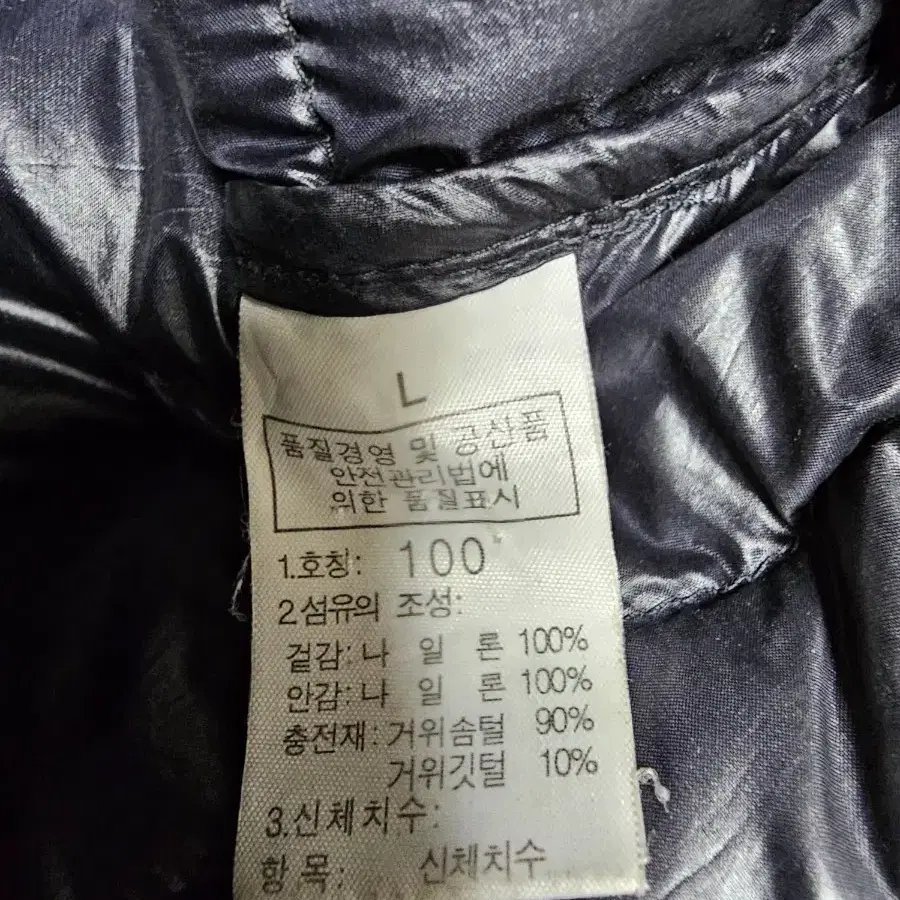 L
품질경영 및 공산품
안전관리법에
의한 품질표시
1.호칭: 100
2.섬유의 조성:
겉감: 나 일 론 100%
안감: 나 일 론 100%
충전재: 거위솜털 90%
거위깃털 10%
3.신체치수:
항 목: 신체치수